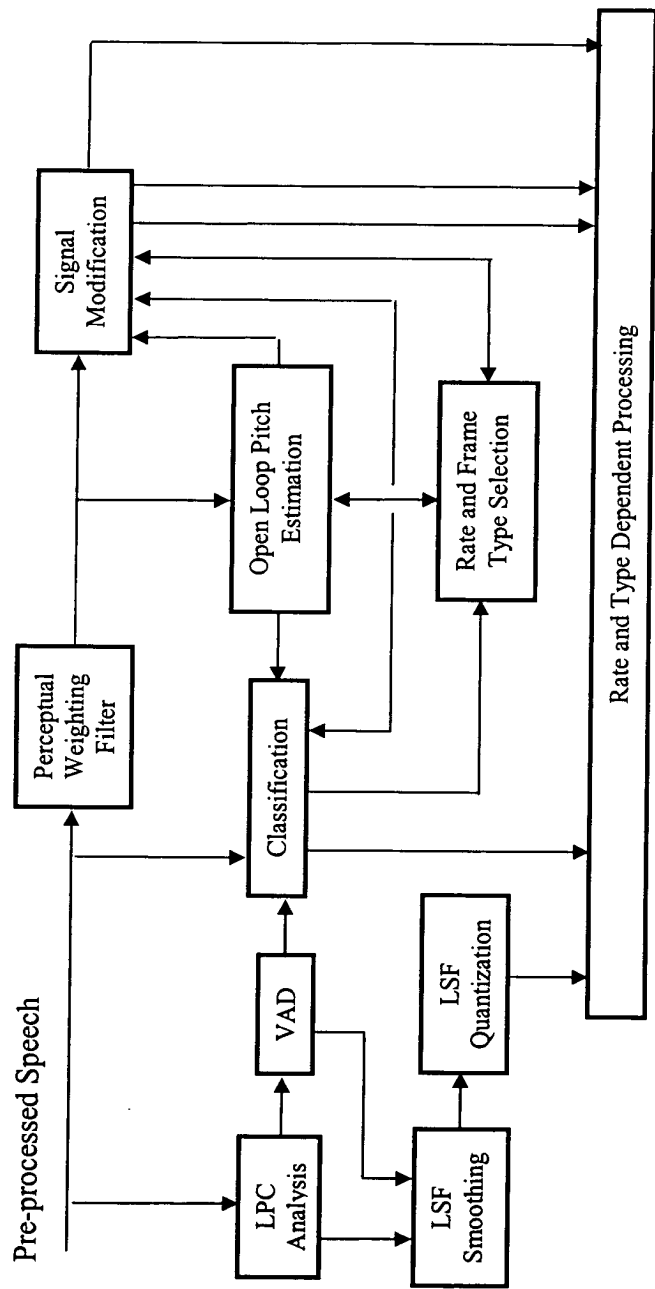 Pre-processed Speech
Perceptual
Weighting
Filter
Signal
Modification
LPC
Analysis
VAD
Classification
Open Loop Pitch
Estimation
LSF
Smoothing
LSF
Quantization
Rate and Frame
Type Selection
Rate and Type Dependent Processing